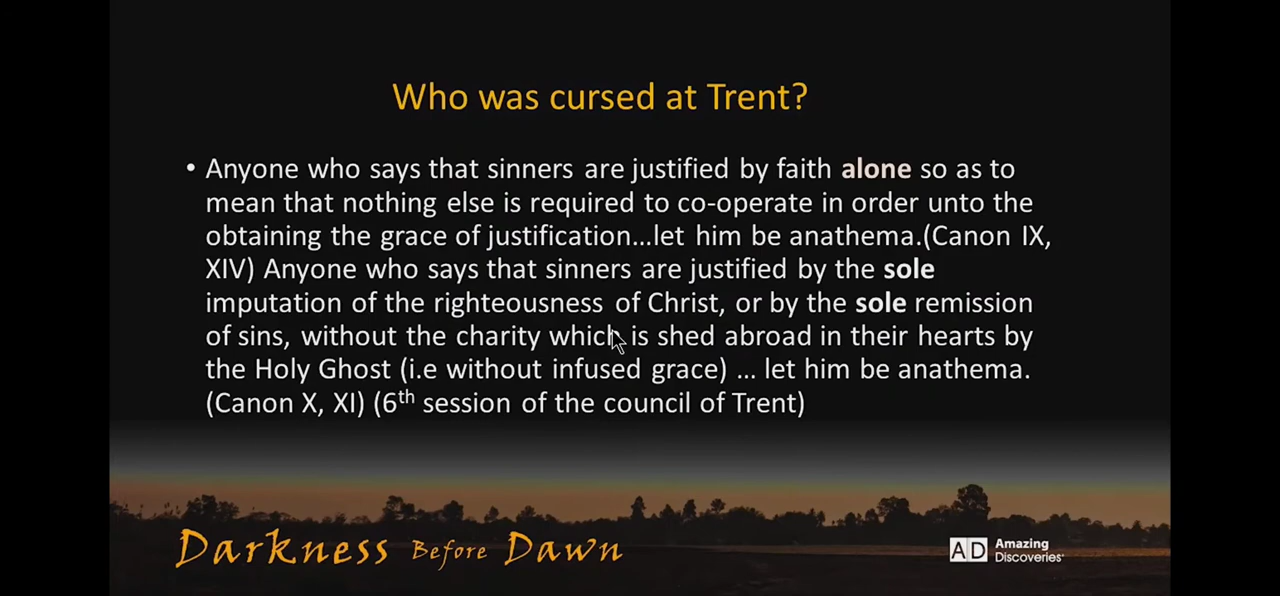 Who was cursed at Trent?
• Anyone who says that sinners are justified by faith alone so as to
mean that nothing else is required to co-operate in order unto the
obtaining the grace of justification...let him be anathema.(Canon IX,
XIV) Anyone who says that sinners are justified by the sole
imputation of the righteousness of Christ, or by the sole remission
of sins, without the charity which is shed abroad in their hearts by
the Holy Ghost (i.e without infused grace) ... let him be anathema.
(Canon X, XI) (6th session of the council of Trent)
Darkness Before Dawn
AD Amazing
Discoveries